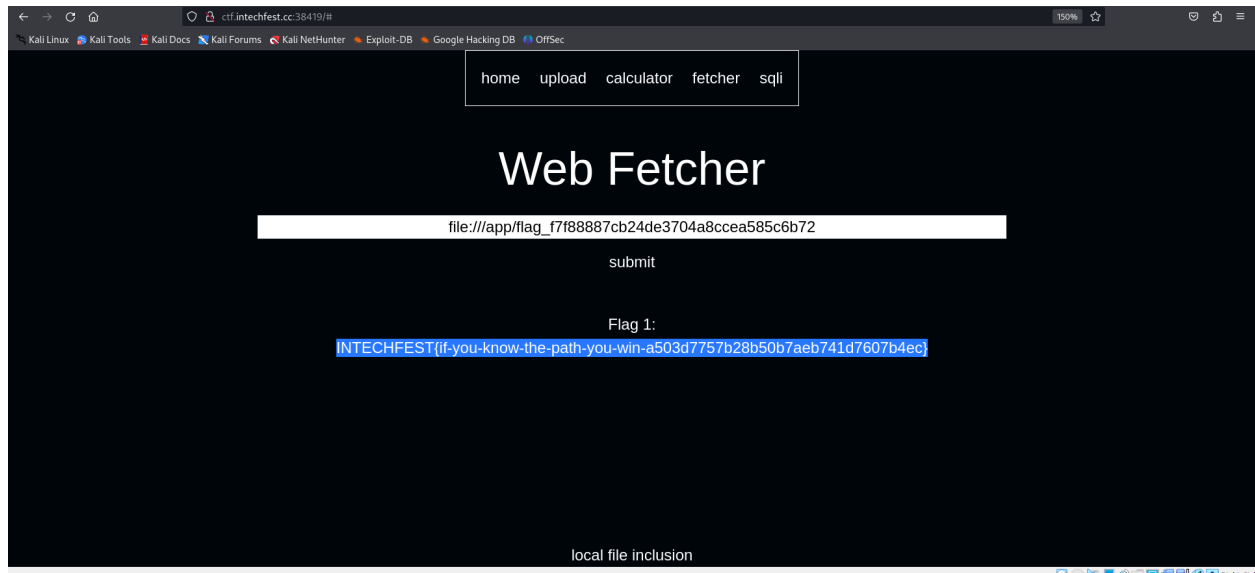 ctf.intechfest.cc:38419/#
150%
Kali Linux Kali Tools Kali Docs Kali Forums Kali NetHunter Exploit-DB Google Hacking DB OffSec
home upload calculator fetcher sqli
Web Fetcher
file:///app/flag_f7f88887cb24de3704a8ccea585c6b72
submit
Flag 1:
INTECHFEST{if-you-know-the-path-you-win-a503d7757b28b50b7aeb741d7607b4ec}
local file inclusion